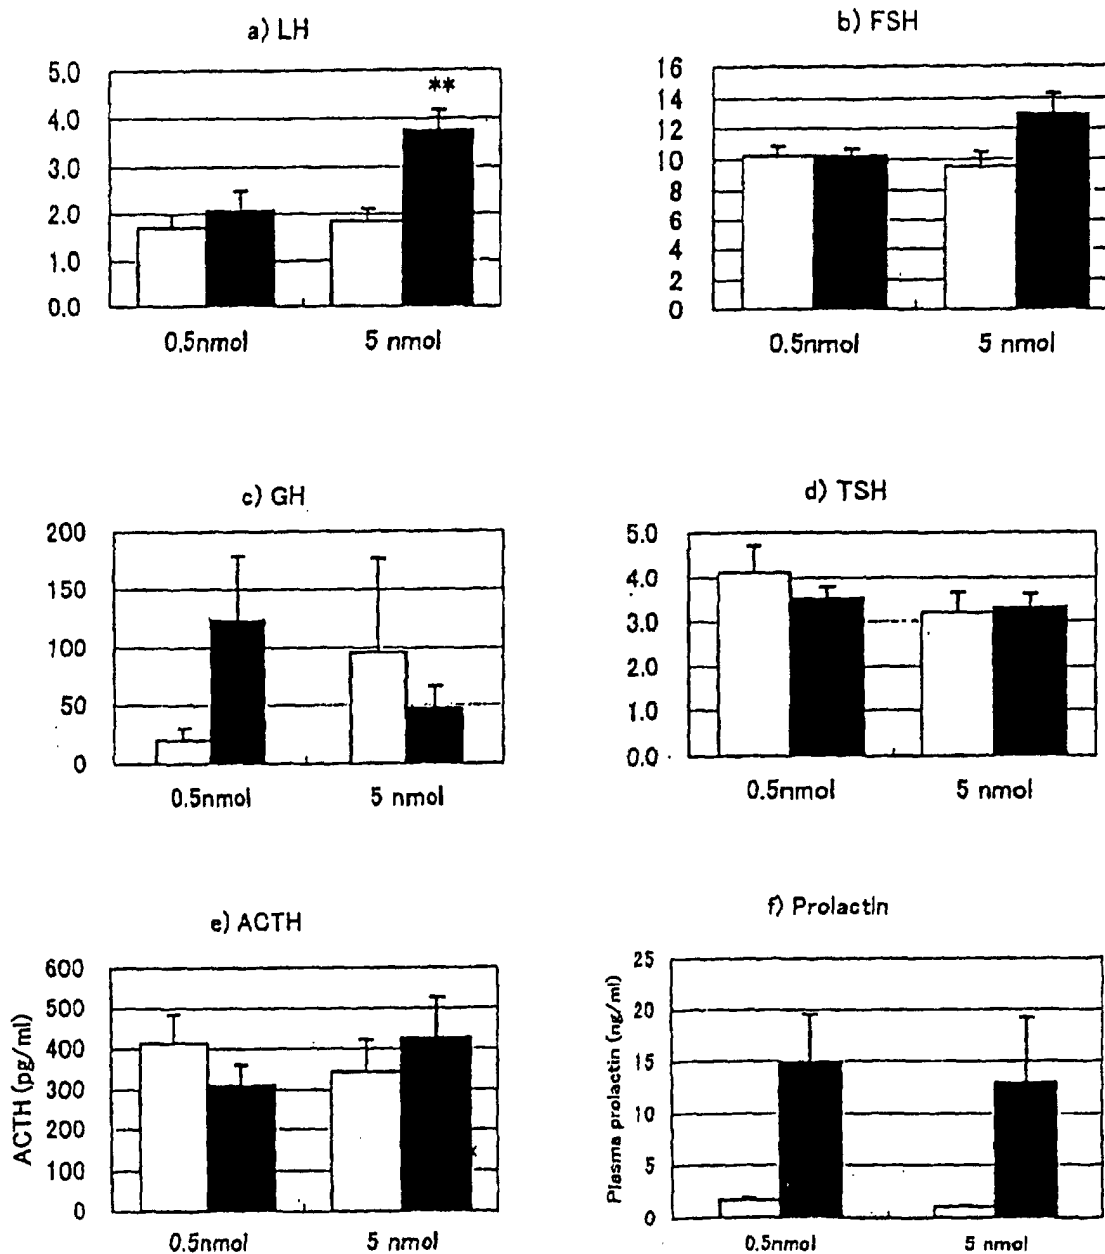 a) LH
5.0
4.0
3.0
2.0
1.0
0.0
**
0.5nmol 5 nmol
b) FSH
16
14
12
10
8
6
4
2
0
0.5nmol 5 nmol
c) GH
200
150
100
50
0
0.5nmol 5 nmol
d) TSH
5.0
4.0
3.0
2.0
1.0
0.0
0.5nmol 5 nmol
e) ACTH
ACTH (pg/ml)
600
500
400
300
200
100
0
0.5nmol 5 nmol
f) Prolactin
Plasma prolactin (ng/ml)
25
20
15
10
5
0
0.5nmol 5 nmol